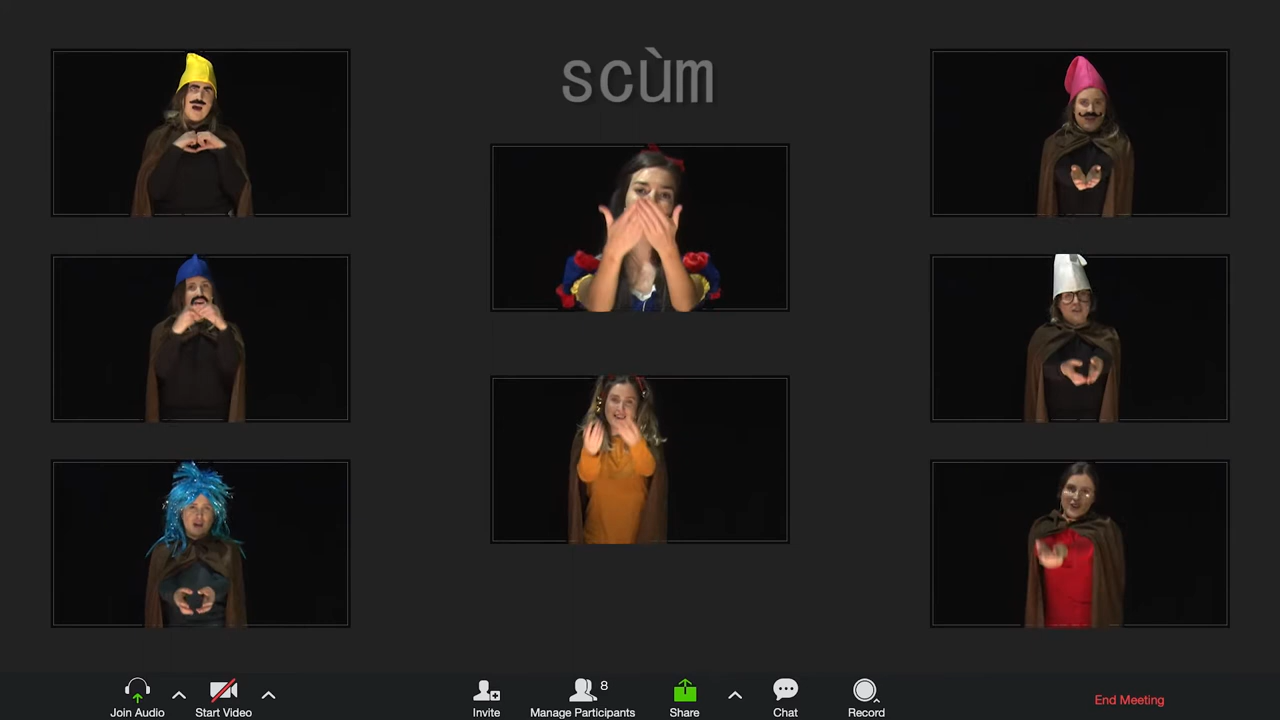 scùm
Join Audio
Start Video
Invite
8
Manage Participants
Share
Chat
Record
End Meeting